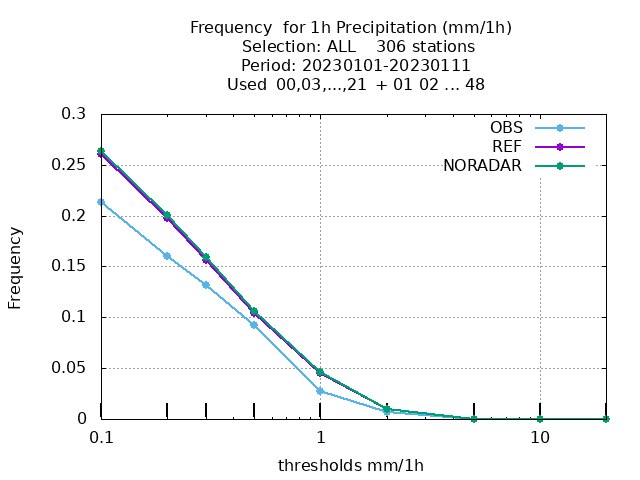 Frequency  for 1h Precipitation (mm/1h)
Selection: ALL    306 stations
Period: 20230101-20230111
Used  00,03,...,21  + 01 02 ... 48
0.3
0.25
0.2
0.15
0.1
0.05
0
Frequency
OBS
REF
NORADAR
0.1
1
10
thresholds mm/1h